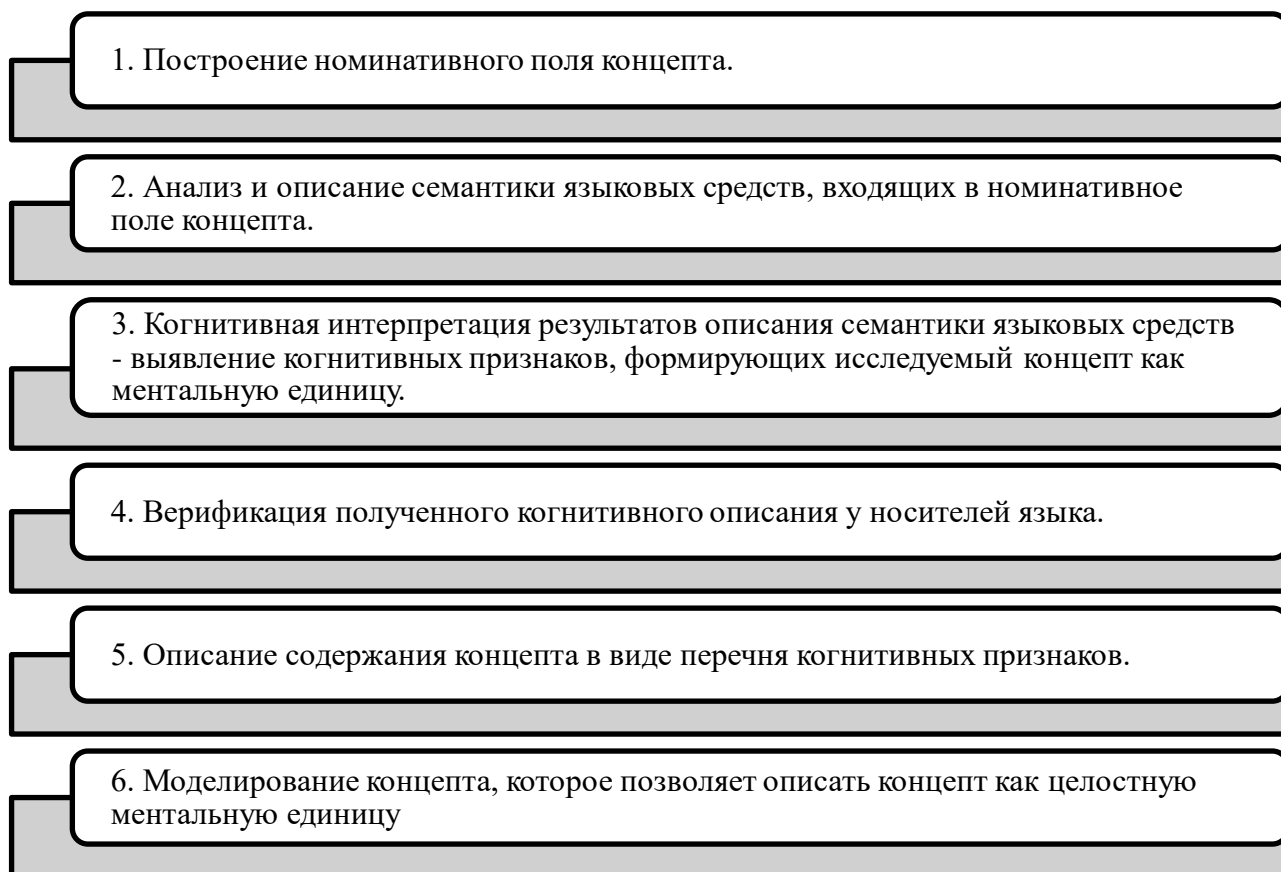 1. Построение номинативного поля концепта.
2. Анализ и описание семантики языковых средств, входящих в номинативное
поле концепта.
3. Когнитивная интерпретация результатов описания семантики языковых средств
- выявление когнитивных признаков, формирующих исследуемый концепт как
ментальную единицу.
4. Верификация полученного когнитивного описания у носителей языка.
5. Описание содержания концепта в виде перечня когнитивных признаков.
6. Моделирование концепта, которое позволяет описать концепт как целостную
ментальную единицу